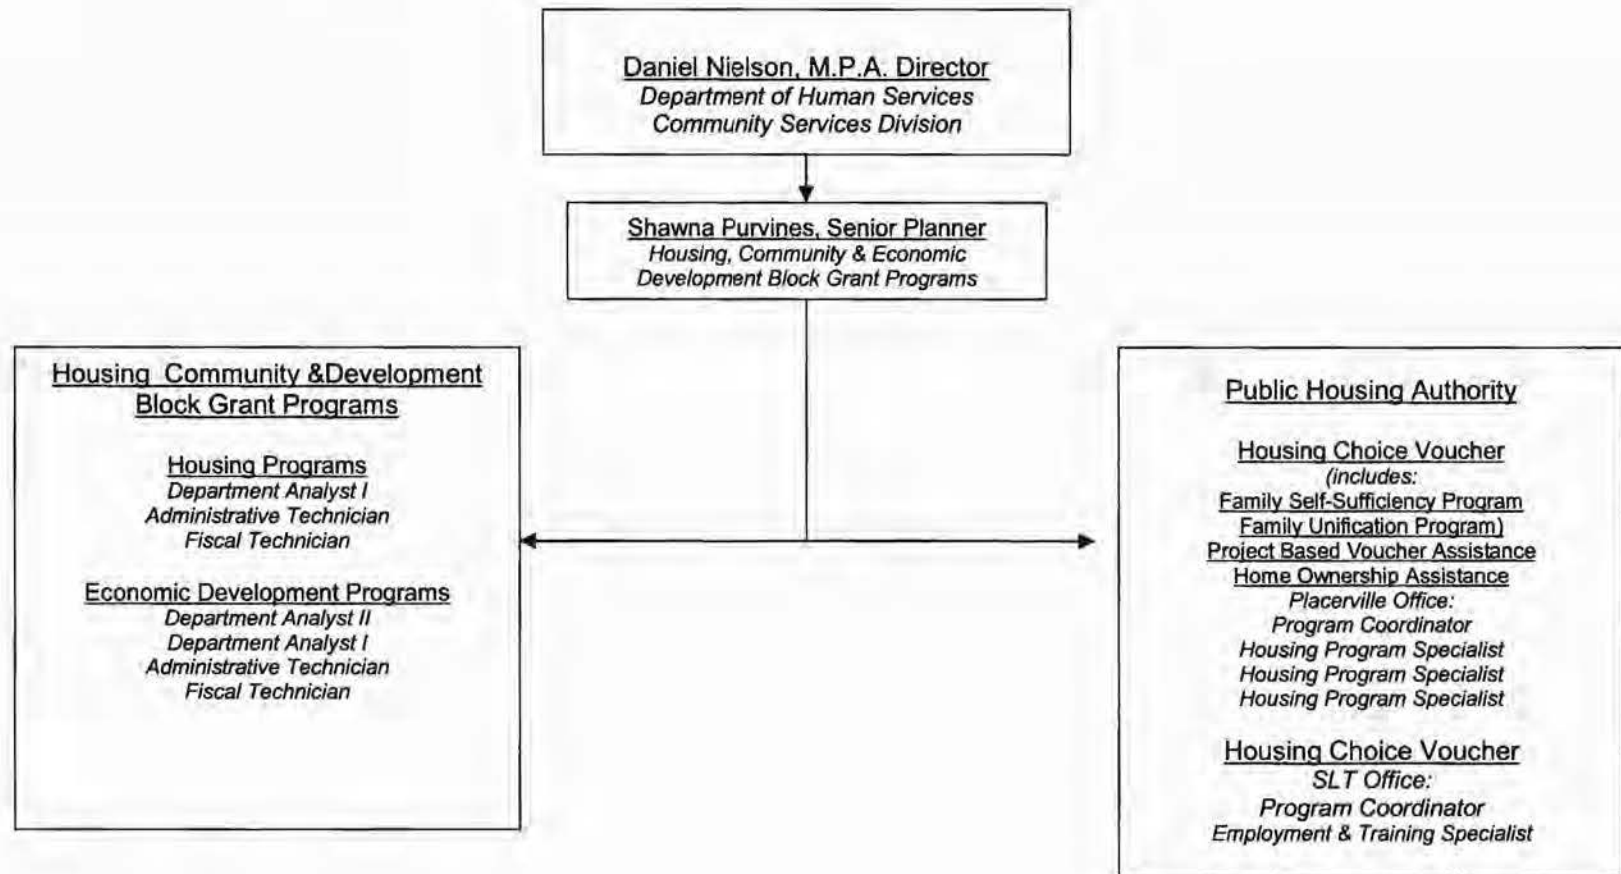 Daniel Nielson, M.P.A. Director
Department of Human Services
Community Services Division
Shawna Purvines, Senior Planner
Housing, Community & Economic
Development Block Grant Programs
Housing Community &Development
Block Grant Programs
Housing Programs
Department Analyst I
Administrative Technician
Fiscal Technician
Economic Development Programs
Department Analyst II
Department Analyst I
Administrative Technician
Fiscal Technician
Public Housing Authority
Housing Choice Voucher
(includes:
Family Self-Sufficiency Program
Family Unification Program)
Project Based Voucher Assistance
Home Ownership Assistance
Placerville Office:
Program Coordinator
Housing Program Specialist
Housing Program Specialist
Housing Program Specialist
Housing Choice Voucher
SLT Office:
Program Coordinator
Employment & Training Specialist